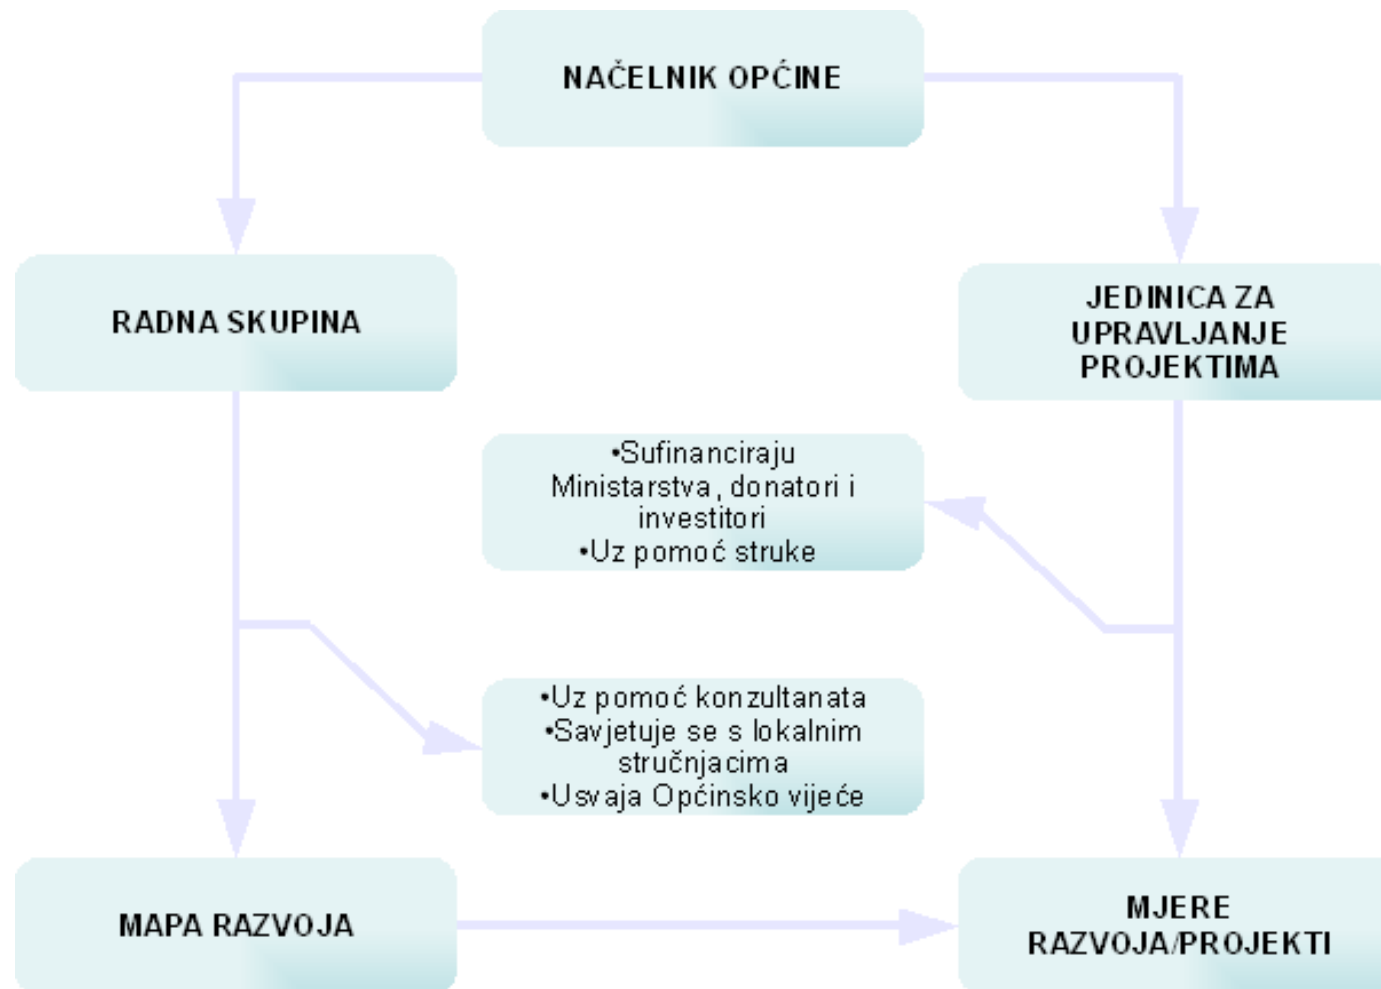 NAČELNIK OPĆINE
RADNA SKUPINA
JEDINICA ZA
UPRAVLJANJE
PROJEKTIMA
•Sufinanciraju
Ministarstva, donatori i
investitori
•Uz pomoć struke
•Uz pomoć konzultanata
•Savjetuje se s lokalnim
stručnjacima
•Usvaja Općinsko vijeće
MAPA RAZVOJA
MJERE
RAZVOJA/PROJEKTI